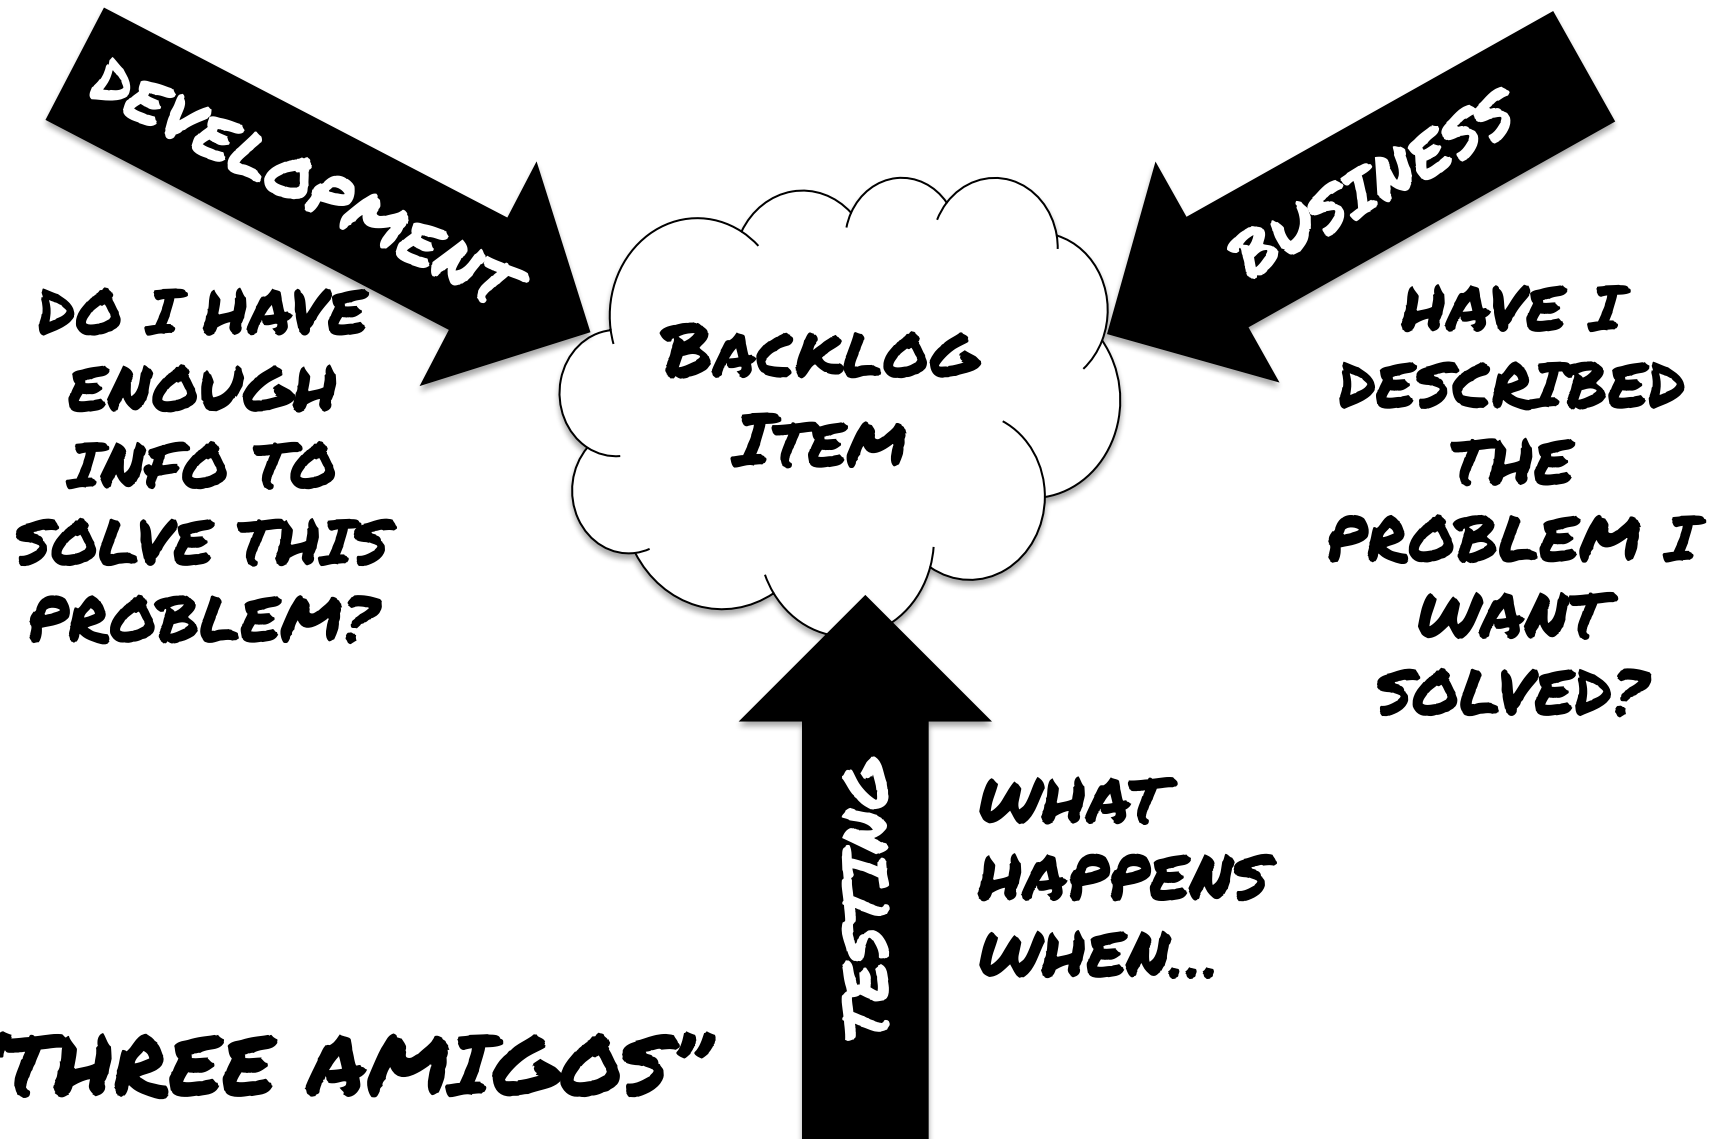 DEVELOPMENT
BUSINESS
DO I HAVE
ENOUGH
INFO TO
SOLVE THIS
PROBLEM?
BACKLOG
ITEM
HAVE I
DESCRIBED
THE
PROBLEM I
WANT
SOLVED?
TESTING
WHAT
HAPPENS
WHEN...
"THREE AMIGOS"